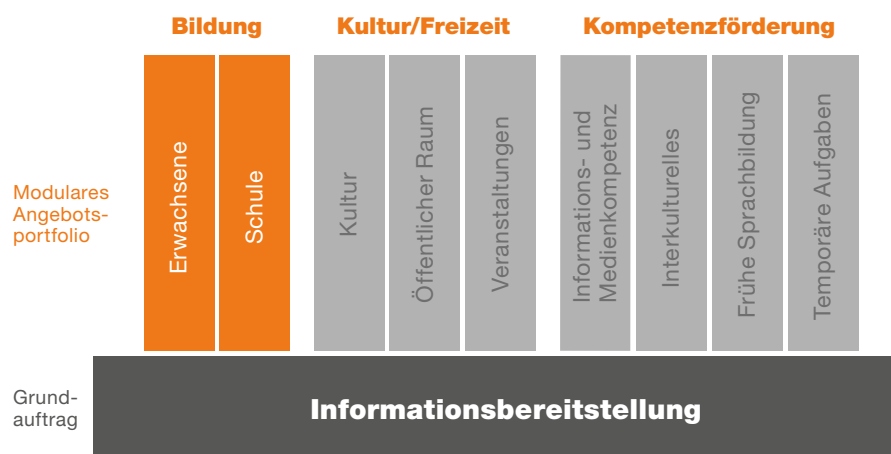 Bildung
Kultur/Freizeit
Kompetenzförderung
Modulares
Angebots-
portfolio
Erwachsene
Schule
Kultur
Öffentlicher Raum
Veranstaltungen
Informations- und
Medienkompetenz
Interkulturelles
Frühe Sprachbildung
Temporäre Aufgaben
Grund-
auftrag
Informationsbereitstellung